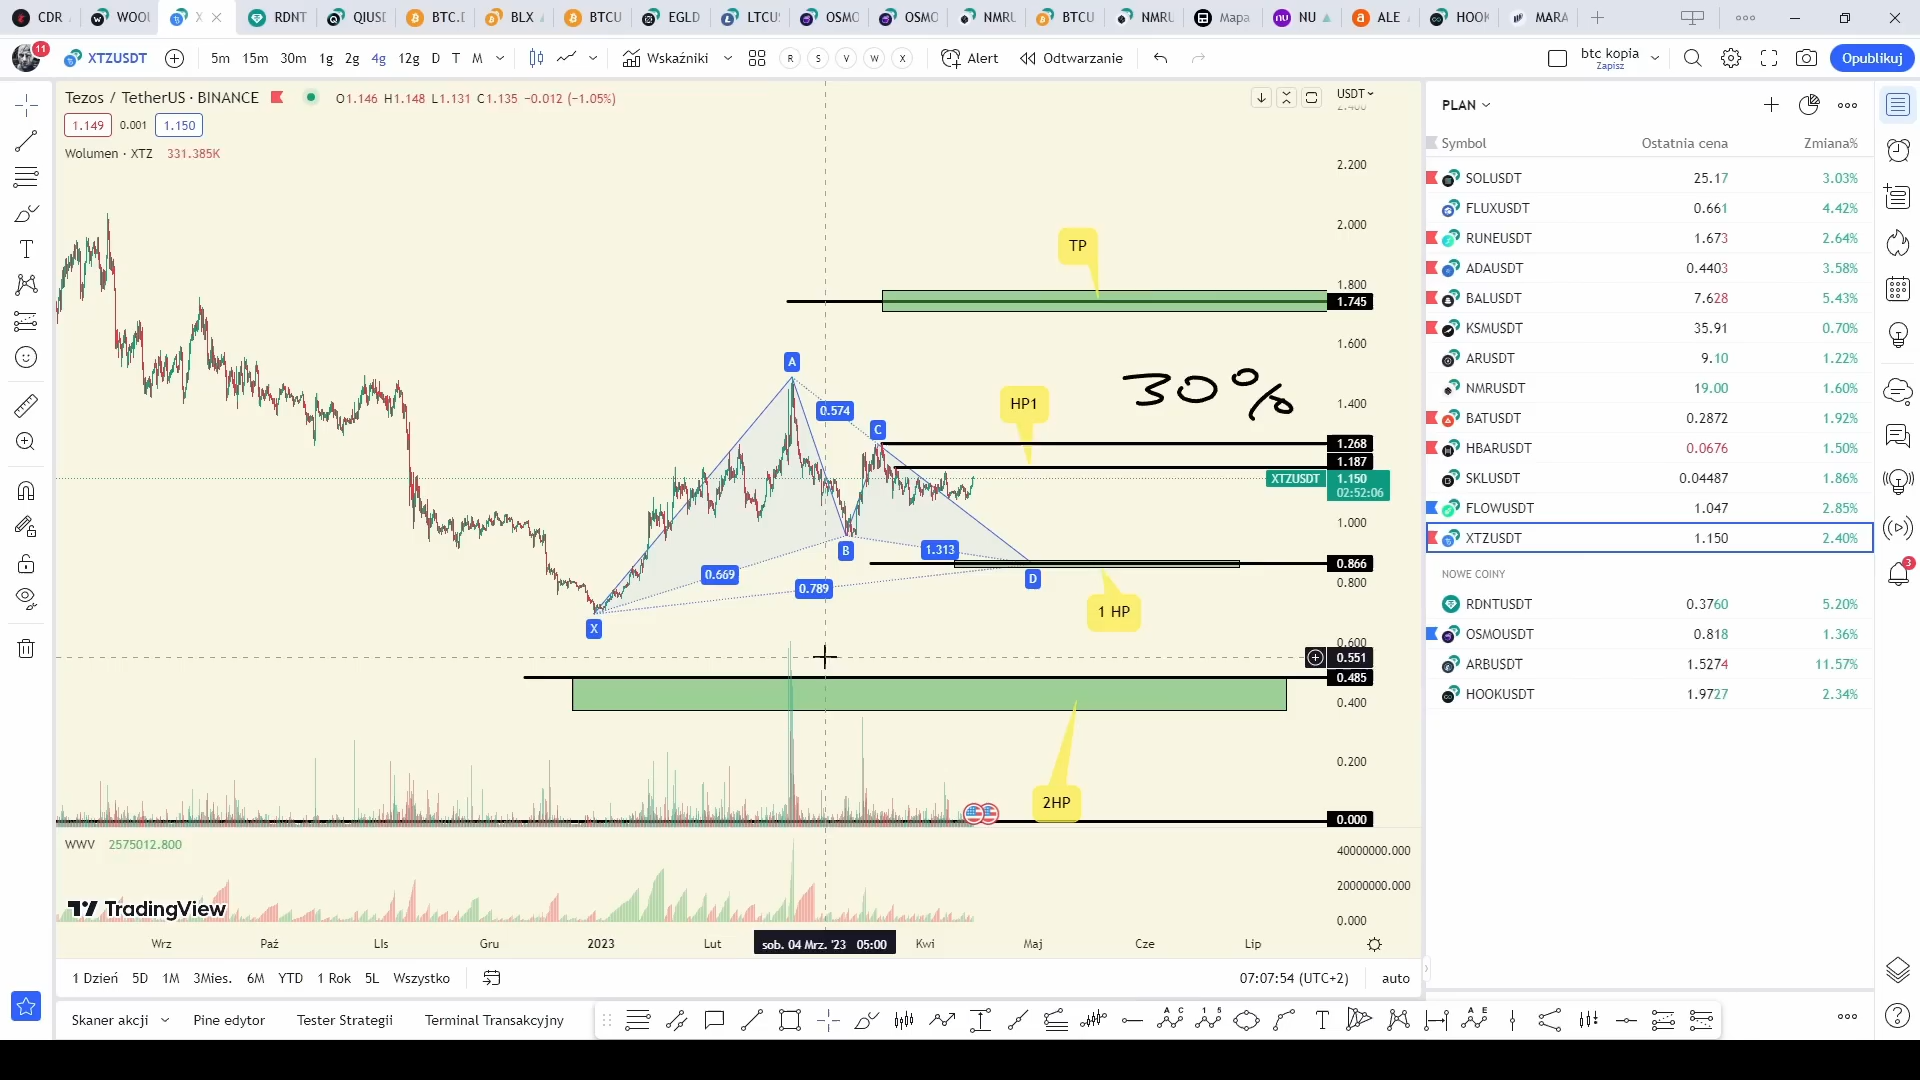 CDR WOOI X RDNT QIUSD BTC.D BLX BTCU EGLD LTCUS OSMO OSMO NMRU BTCU NMRU Mapa NU ALE HOOK MARA
11 XTZUSDT 5m 15m 30m 1g 2g 4g 12g D T M Wskaźniki R S V W X Alert Odtwarzanie btc kopia Zapisz Opublikuj
Tezos / TetherUS · BINANCE O1.146 H1.148 L1.131 C1.135 −0.012 (−1.05%) USDT
1.149 0.001 1.150
Wolumen · XTZ 331.385K
2.400
2.200
2.000
1.800
1.745
1.600
1.400
1.268
1.187
XTZUSDT 1.150
02:52:06
1.000
0.866
0.800
0.600
0.551
0.485
0.400
0.200
0.000
TP
30%
HP1
A
0.574
C
B
1.313
0.669
0.789
D
X
1 HP
2HP
WWV 2575012.800
40000000.000
20000000.000
0.000
TradingView
Wrz Paź LIs Gru 2023 Lut sob. 04 Mrz. '23 05:00 Kwi Maj Cze Lip
1 Dzień 5D 1M 3Mies. 6M YTD 1 Rok 5L Wszystko 07:07:54 (UTC+2) auto
Skaner akcji Pine edytor Tester Strategii Terminal Transakcyjny
PLAN
Symbol Ostatnia cena Zmiana%
SOLUSDT 25.17 3.03%
FLUXUSDT 0.661 4.42%
RUNEUSDT 1.673 2.64%
ADAUSDT 0.4403 3.58%
BALUSDT 7.628 5.43%
KSMUSDT 35.91 0.70%
ARUSDT 9.10 1.22%
NMRUSDT 19.00 1.60%
BATUSDT 0.2872 1.92%
HBARUSDT 0.0676 1.50%
SKLUSDT 0.04487 1.86%
FLOWUSDT 1.047 2.85%
XTZUSDT 1.150 2.40%
NOWE COINY
RDNTUSDT 0.3760 5.20%
OSMOUSDT 0.818 1.36%
ARBUSDT 1.5274 11.57%
HOOKUSDT 1.9727 2.34%
3